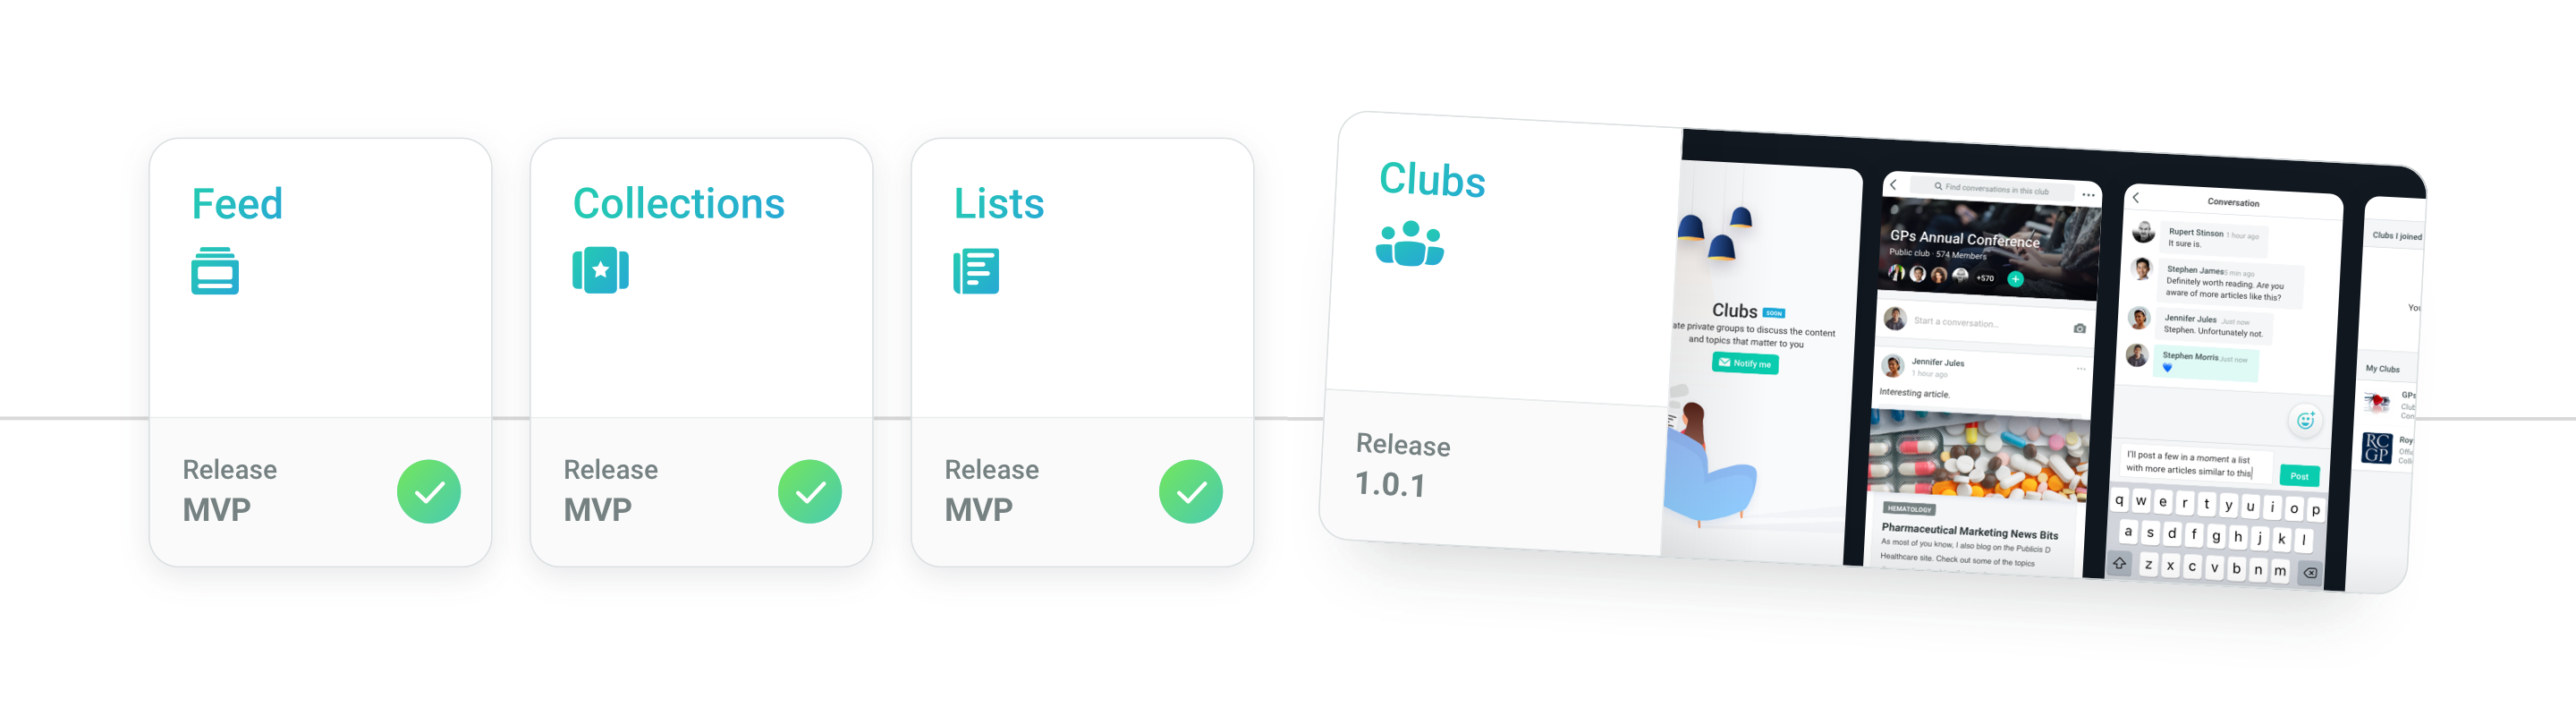 Feed
Release
MVP
Collections
Release
MVP
Lists
Release
MVP
Clubs
Release
1.0.1
Clubs SOON
ate private groups to discuss the content
and topics that matter to you
Notify me
Find conversations in this club
GPs Annual Conference
Public club · 574 Members
+570
Start a conversation...
Jennifer Jules
1 hour ago
Interesting article.
HEMATOLOGY
Pharmaceutical Marketing News Bits
As most of you know, I also blog on the Publicis D
Healthcare site. Check out some of the topics
Conversation
Rupert Stinson 1 hour ago
It sure is.
Stephen James 5 min ago
Definitely worth reading. Are you
aware of more articles like this?
Jennifer Jules Just now
Stephen. Unfortunately not.
Stephen Morris Just now
I'll post a few in a moment a list
with more articles similar to this
Post
q w e r t y u i o p
a s d f g h j k l
z x c v b n m
Clubs I joined
You
My Clubs
GPs
Club
Con
RC
GP
Roy
Offic
Coll